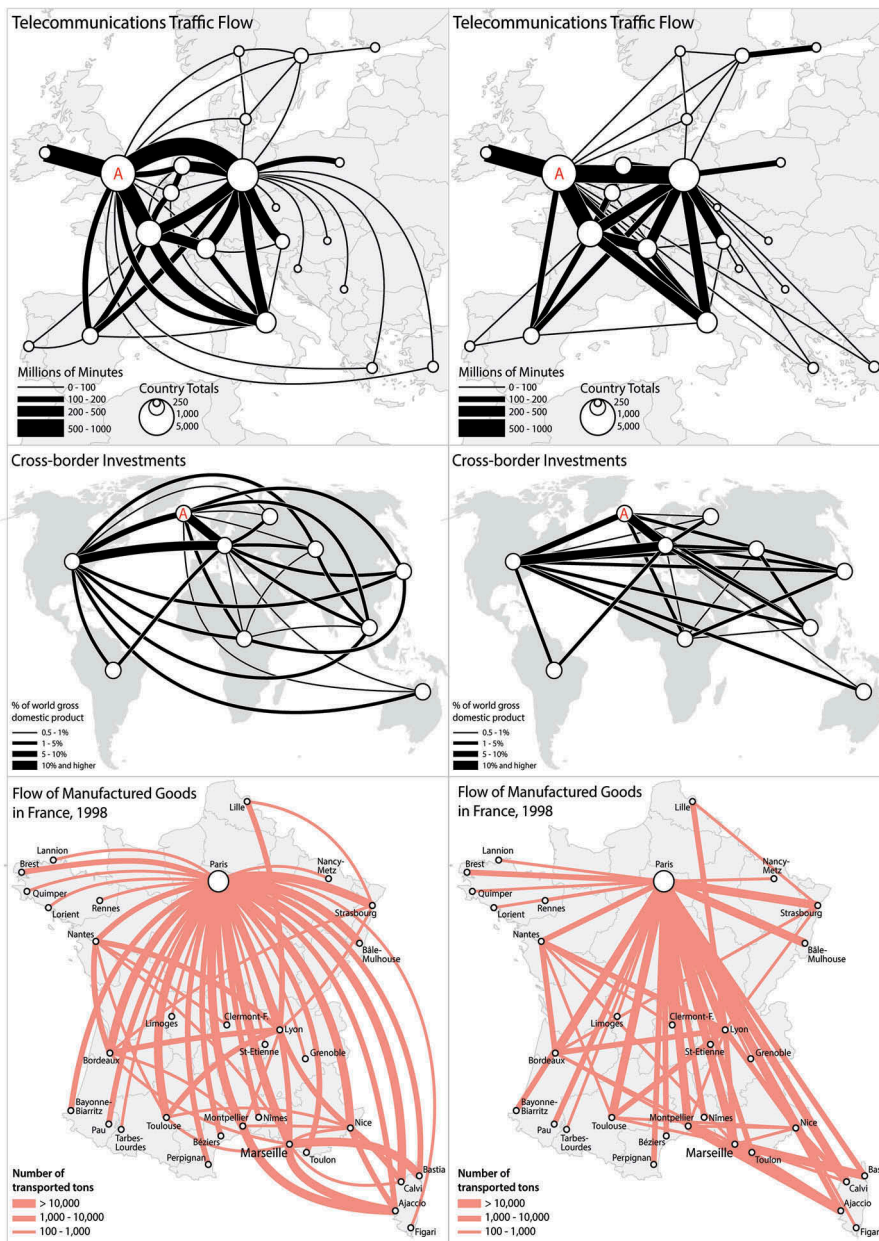 Telecommunications Traffic Flow
A
Millions of Minutes
0 - 100
100 - 200
200 - 500
500 - 1000
Country Totals
250
1,000
5,000
Telecommunications Traffic Flow
A
Millions of Minutes
0 - 100
100 - 200
200 - 500
500 - 1000
Country Totals
250
1,000
5,000
Cross-border Investments
A
% of world gross
domestic product
0.5 - 1%
1 - 5%
5 - 10%
10% and higher
Cross-border Investments
A
% of world gross
domestic product
0.5 - 1%
1 - 5%
5 - 10%
10% and higher
Flow of Manufactured Goods
in France, 1998
Lille
Lannion
Paris
Brest
Nancy-
Metz
Quimper
Rennes
Lorient
Strasbourg
Nantes
Bâle-
Mulhouse
Limoges
Clermont-F.
Lyon
St-Etienne
Bordeaux
Grenoble
Bayonne-
Biarritz
Pau
Tarbes-
Lourdes
Toulouse
Montpellier
Nîmes
Nice
Béziers
Marseille
Toulon
Perpignan
Bastia
Calvi
Ajaccio
Figari
Number of
transported tons
> 10,000
1,000 - 10,000
100 - 1,000
Flow of Manufactured Goods
in France, 1998
Lille
Lannion
Paris
Brest
Nancy-
Metz
Quimper
Rennes
Lorient
Strasbourg
Nantes
Bâle-
Mulhouse
Limoges
Clermont-F.
Lyon
St-Etienne
Bordeaux
Grenoble
Bayonne-
Biarritz
Pau
Tarbes-
Lourdes
Toulouse
Montpellier
Nîmes
Nice
Béziers
Marseille
Toulon
Perpignan
Bas
Calvi
Ajaccio
Figar
Number of
transported tons
> 10,000
1,000 - 10,000
100 - 1,000